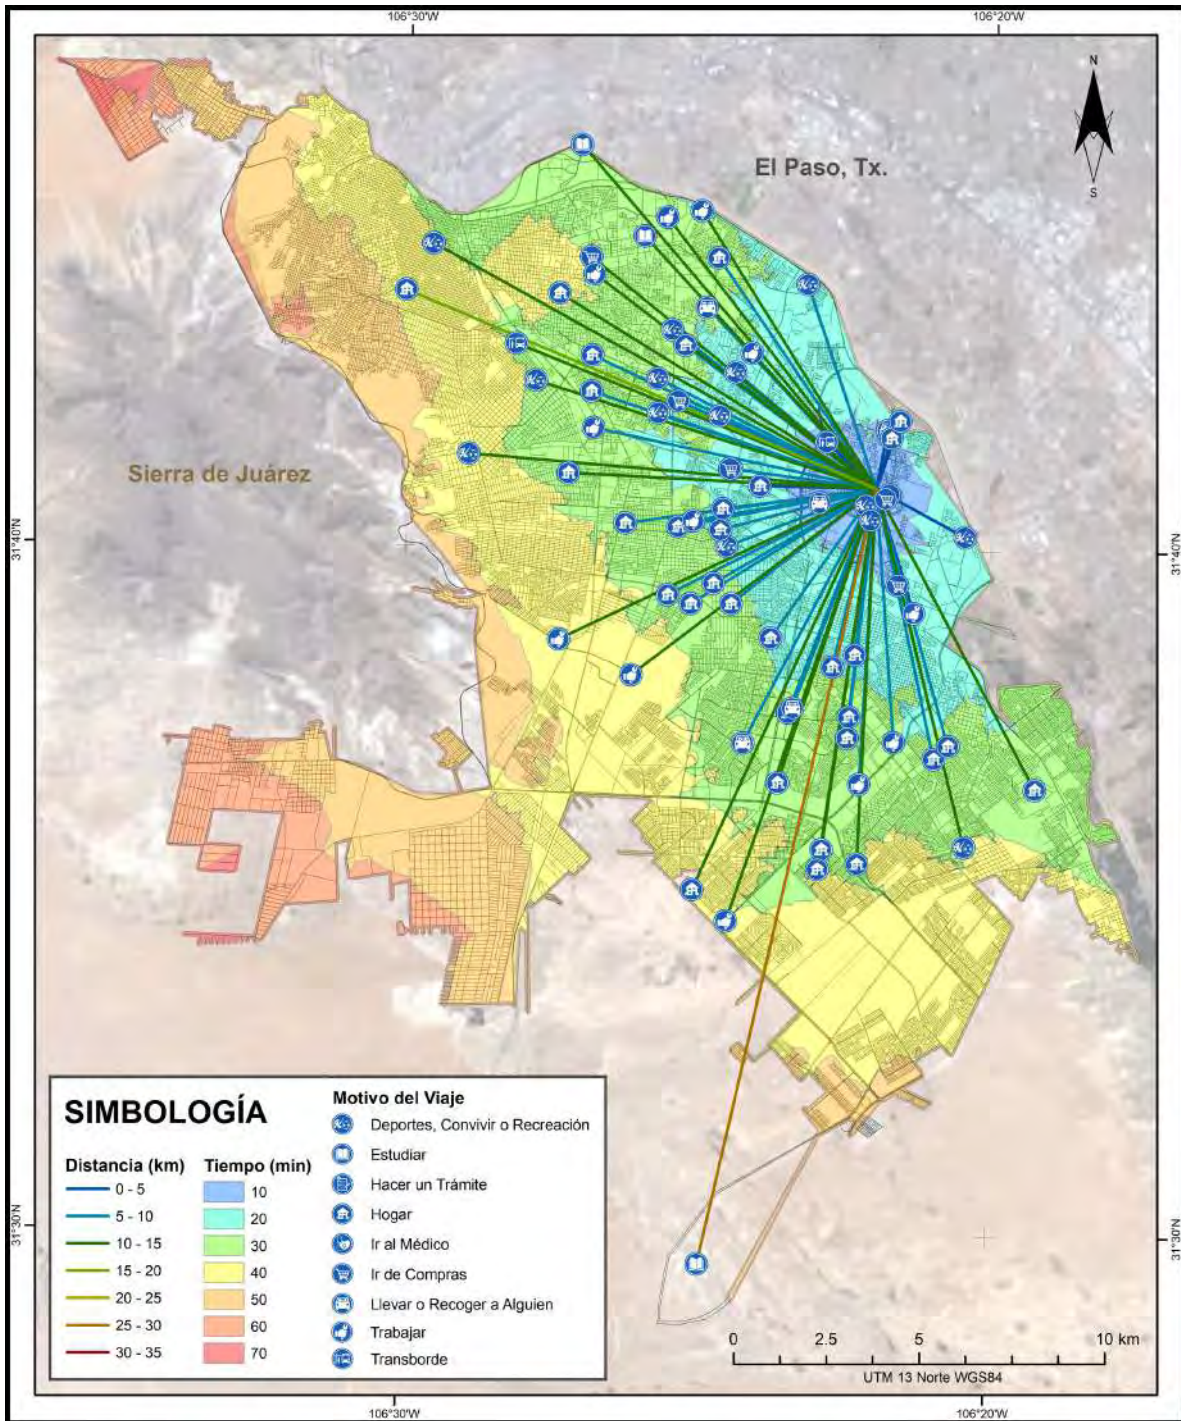 106°30'W
106°20'W
N
S
El Paso, Tx.
Sierra de Juárez
31°40'N
31°40'N
31°30'N
31°30'N
SIMBOLOGÍA
Distancia (km)
0 - 5
5 - 10
10 - 15
15 - 20
20 - 25
25 - 30
30 - 35
Tiempo (min)
10
20
30
40
50
60
70
Motivo del Viaje
Deportes, Convivir o Recreación
Estudiar
Hacer un Trámite
Hogar
Ir al Médico
Ir de Compras
Llevar o Recoger a Alguien
Trabajar
Transborde
0 2.5 5 10 km
UTM 13 Norte WGS84
106°30'W
106°20'W